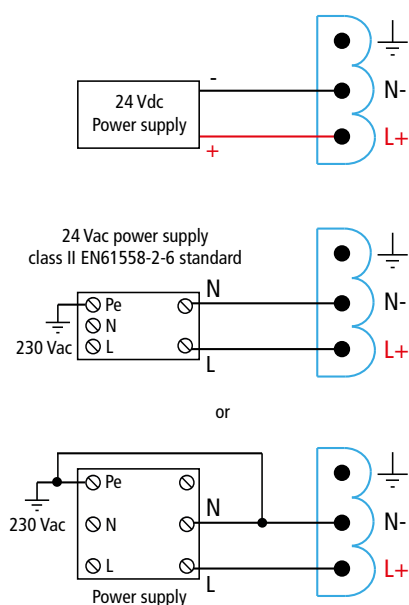 -
N-
24 Vdc
Power supply
L+
+
24 Vac power supply
class II EN61558-2-6 standard
N
Pe
N-
N
230 Vac
L
L+
L
or
Pe
N
N-
230 Vac
N
L
L+
L
Power supply